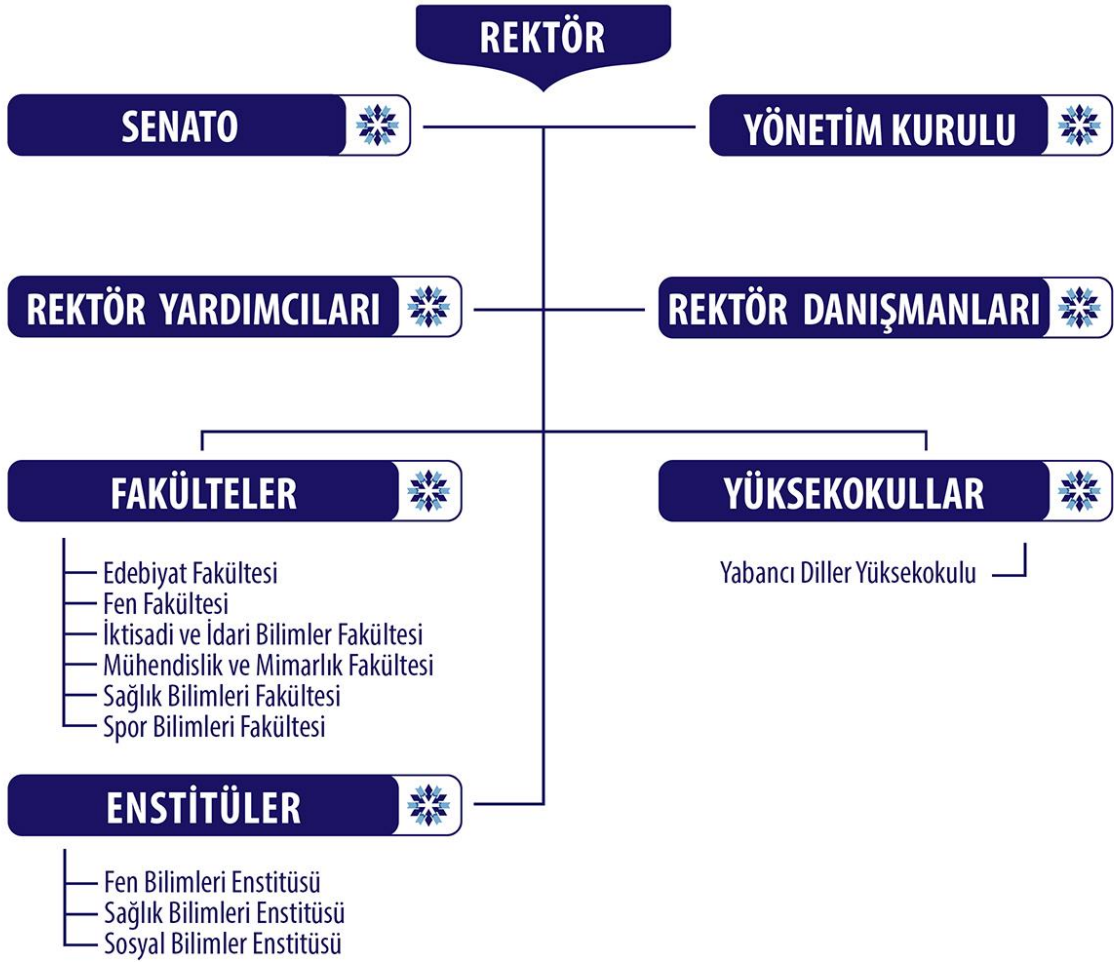 REKTÖR
SENATO
YÖNETİM KURULU
REKTÖR YARDIMCILARI
REKTÖR DANIŞMANLARI
FAKÜLTELER
Edebiyat Fakültesi
Fen Fakültesi
İktisadi ve İdari Bilimler Fakültesi
Mühendislik ve Mimarlık Fakültesi
Sağlık Bilimleri Fakültesi
Spor Bilimleri Fakültesi
YÜKSEKOKULLAR
Yabancı Diller Yüksekokulu
ENSTİTÜLER
Fen Bilimleri Enstitüsü
Sağlık Bilimleri Enstitüsü
Sosyal Bilimler Enstitüsü